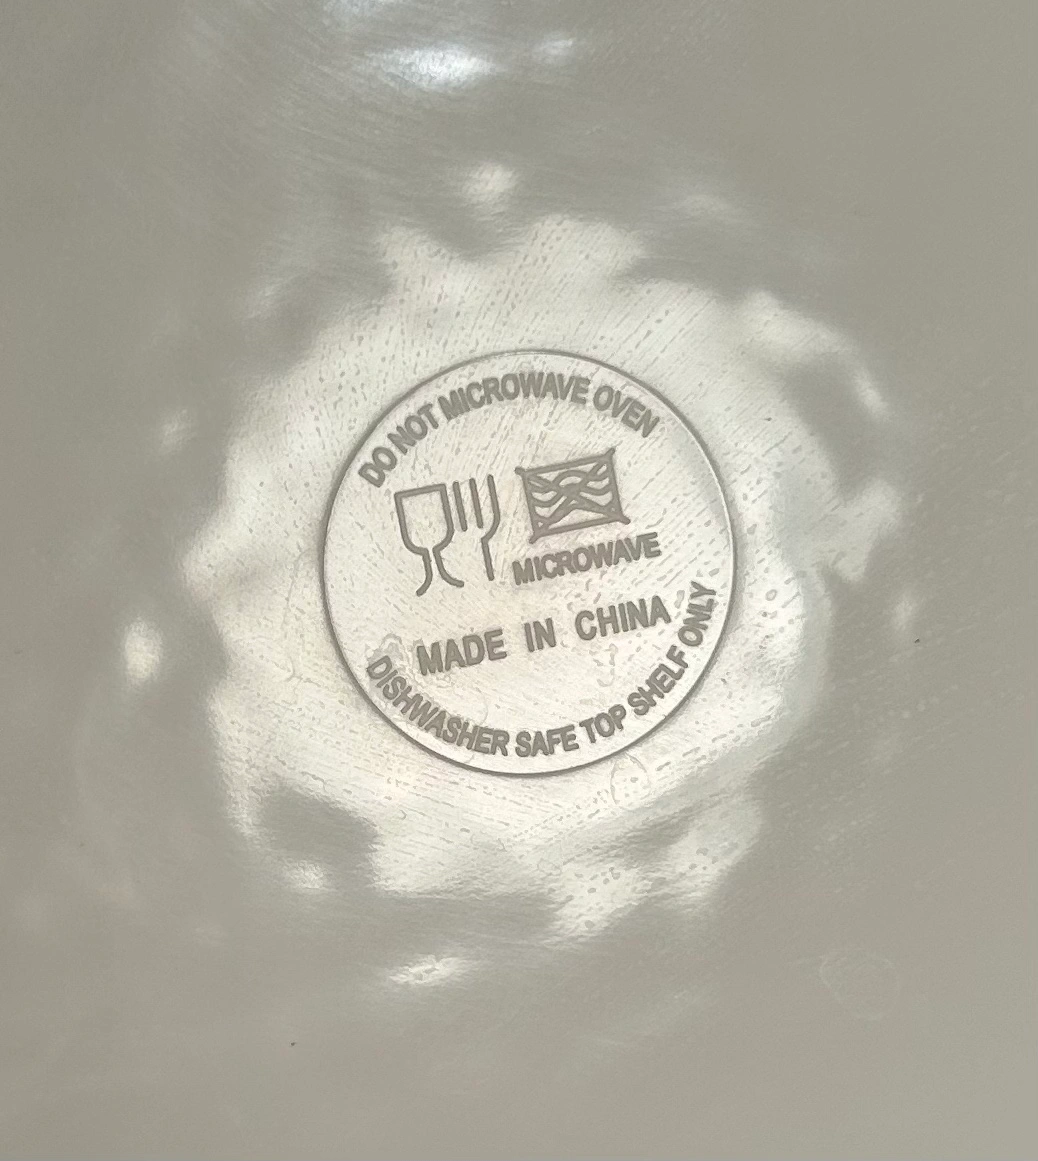 DO NOT MICROWAVE OVEN
MICROWAVE
MADE IN CHINA
DISHWASHER SAFE TOP SHELF ONLY